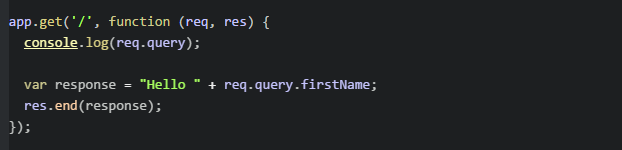 app.get('/', function (req, res) {
console.log(req.query);
var response = "Hello " + req.query.firstName;
res.end(response);
});